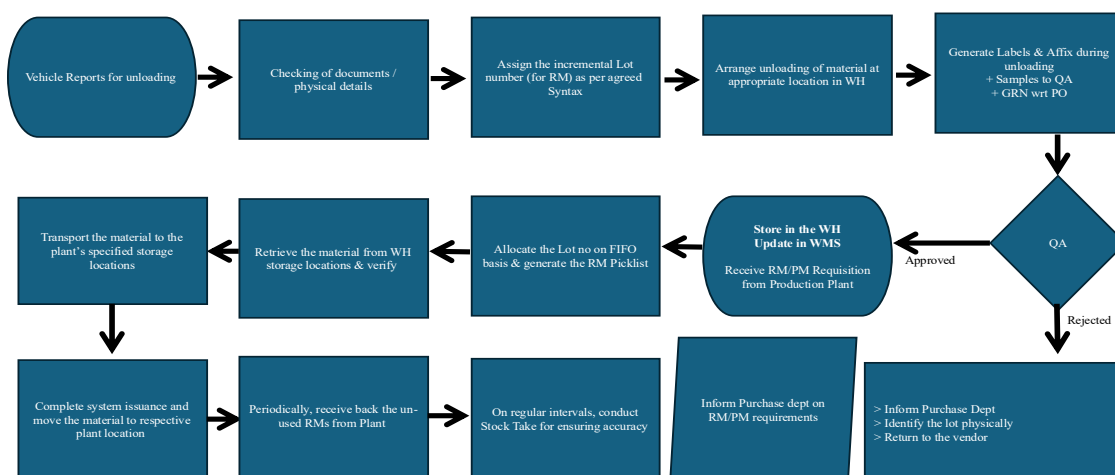 Vehicle Reports for unloading
Checking of documents /
physical details
Assign the incremental Lot
number (for RM) as per agreed
Syntax
Arrange unloading of material at
appropriate location in WH
Generate Labels & Affix during
unloading
+ Samples to QA
+ GRN wrt PO
QA
Approved
Rejected
Store in the WH
Update in WMS
Receive RM/PM Requisition
from Production Plant
Allocate the Lot no on FIFO
basis & generate the RM Picklist
Retrieve the material from WH
storage locations & verify
Transport the material to the
plant's specified storage
locations
Complete system issuance and
move the material to respective
plant location
Periodically, receive back the un-
used RMs from Plant
On regular intervals, conduct
Stock Take for ensuring accuracy
Inform Purchase dept on
RM/PM requirements
> Inform Purchase Dept
> Identify the lot physically
> Return to the vendor